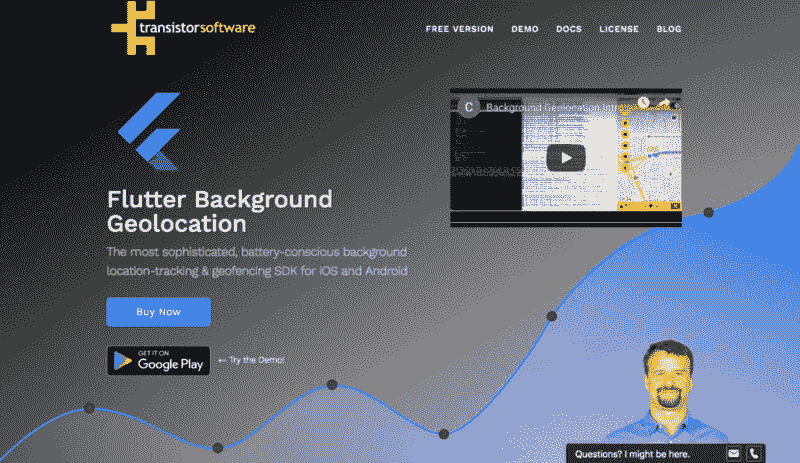 transistorsoftware
FREE VERSION DEMO DOCS LICENSE BLOG
C Background Geolocation Intro
Flutter Background
Geolocation
The most sophisticated, battery-conscious background
location-tracking & geofencing SDK for iOS and Android
Buy Now
GET IT ON
Google Play
← Try the Demo!
Questions? I might be here.